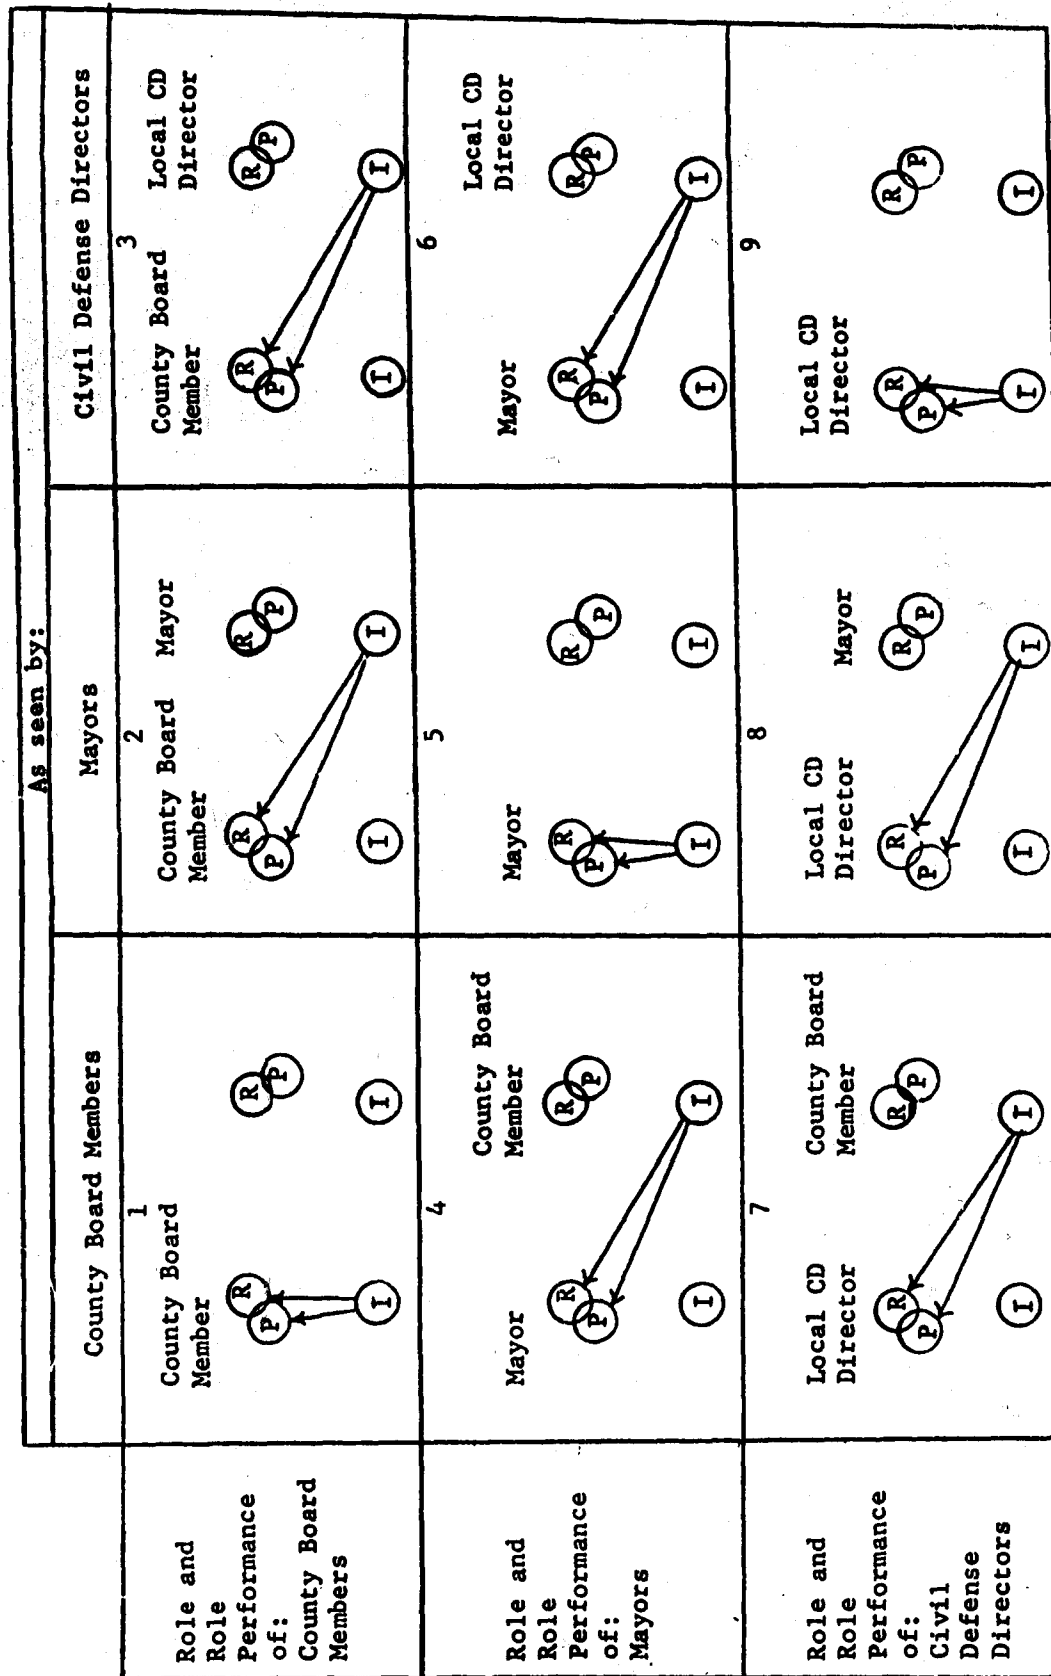 As seen by:
County Board Members
Mayors
Civil Defense Directors
Role and
Role
Performance
of:
County Board
Members
1
County Board
Member
R
P
I
R
P
I
2
County Board
Member
R
P
I
Mayor
R
P
I
3
County Board
Member
R
P
I
Local CD
Director
R
P
I
Role and
Role
Performance
of:
Mayors
4
Mayor
R
P
I
County Board
Member
R
P
I
5
Mayor
R
P
I
R
P
I
6
Mayor
R
P
I
Local CD
Director
R
P
I
Role and
Role
Performance
of:
Civil
Defense
Directors
7
Local CD
Director
R
P
I
County Board
Member
R
P
I
8
Local CD
Director
R
P
I
Mayor
R
P
I
9
Local CD
Director
R
P
I
R
P
I